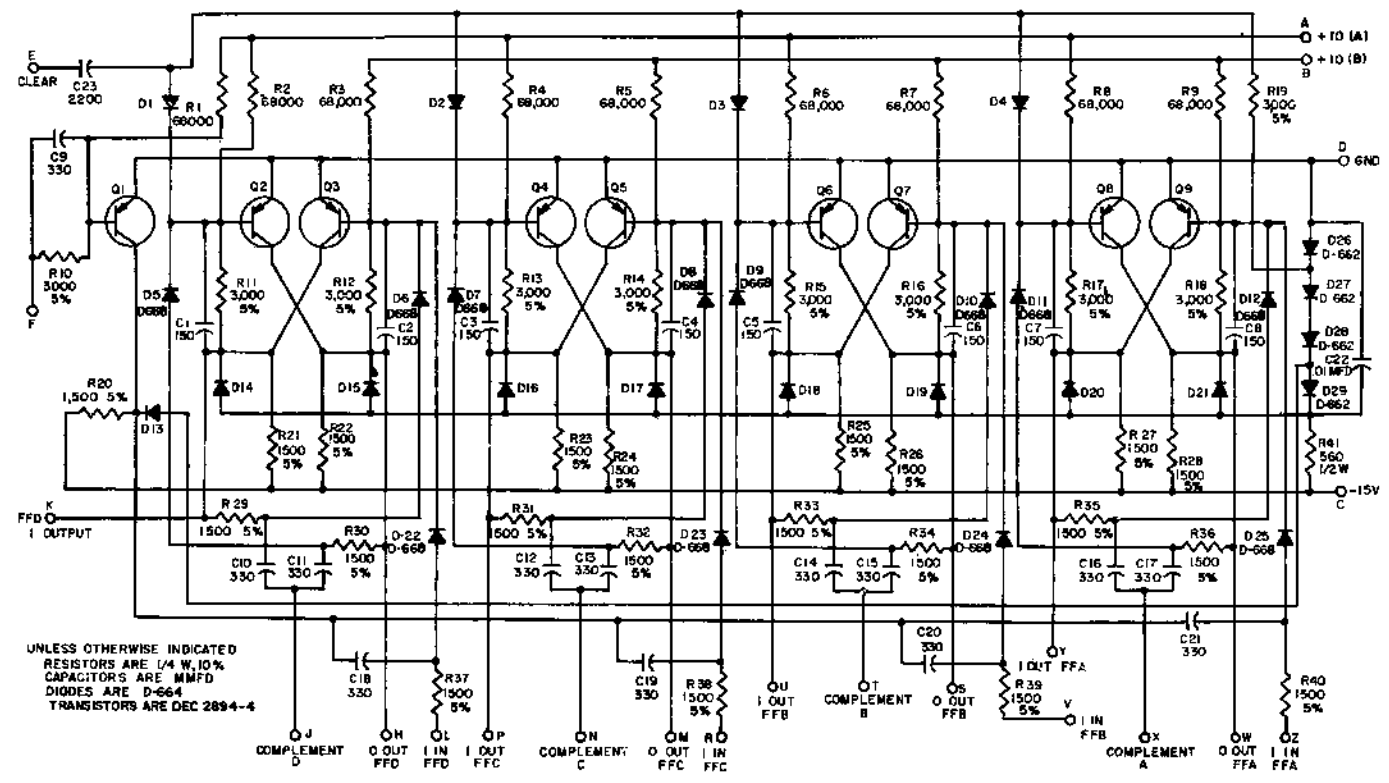 A
+10 (A)
E
CLEAR
C23
2200
B
+10 (B)
D1
R1
68000
R2
68000
R3
68,000
D2
R4
68,000
R5
68,000
D3
R6
68,000
R7
68,000
D4
R8
68,000
R9
68,000
R19
3,000
5%
C9
330
D
GND
Q1
Q2
Q3
Q4
Q5
Q6
Q7
Q8
Q9
R10
3000
5%
F
D26
D-662
D27
D-662
D28
D-662
C22
.01MFD
D29
D-662
D5
D668
R11
3,000
5%
R12
3,000
5%
D6
D668
C1
150
C2
150
D7
D668
R13
3,000
5%
R14
3,000
5%
D8
D668
C3
150
C4
150
D9
D668
R15
3,000
5%
R16
3,000
5%
D10
D668
C5
150
C6
150
D11
D668
R17
3,000
5%
R18
3,000
5%
D12
D668
C7
150
C8
150
R20
1,500 5%
D13
D14
D15
D16
D17
D18
D19
D20
D21
R21
1500
5%
R22
1500
5%
R23
1500
5%
R24
1500
5%
R25
1500
5%
R26
1500
5%
R27
1500
5%
R28
1500
5%
R41
560
1/2W
-15V
C
K
FFD
1 OUTPUT
R29
1500 5%
R30
1500
5%
D-22
D-668
R31
1500 5%
R32
1500
5%
D23
D-668
R33
1500 5%
R34
1500
5%
D24
D-668
R35
1500 5%
R36
1500
5%
D25
D-668
C10
330
C11
330
C12
330
C13
330
C14
330
C15
330
C16
330
C17
330
C18
330
C19
330
C20
330
C21
330
UNLESS OTHERWISE INDICATED
RESISTORS ARE 1/4 W, 10%
CAPACITORS ARE MMFD
DIODES ARE D-664
TRANSISTORS ARE DEC 2894-4
R37
1500
5%
R38
1500
5%
R39
1500
5%
R40
1500
5%
J
COMPLEMENT
D
H
0 OUT
FFD
L
1 IN
FFD
P
1 OUT
FFC
N
COMPLEMENT
C
M
0 OUT
FFC
R
1 IN
FFC
U
1 OUT
FFB
T
COMPLEMENT
B
S
0 OUT
FFB
V
1 IN
FFB
Y
1 OUT FFA
X
COMPLEMENT
A
W
0 OUT
FFA
Z
1 IN
FFA